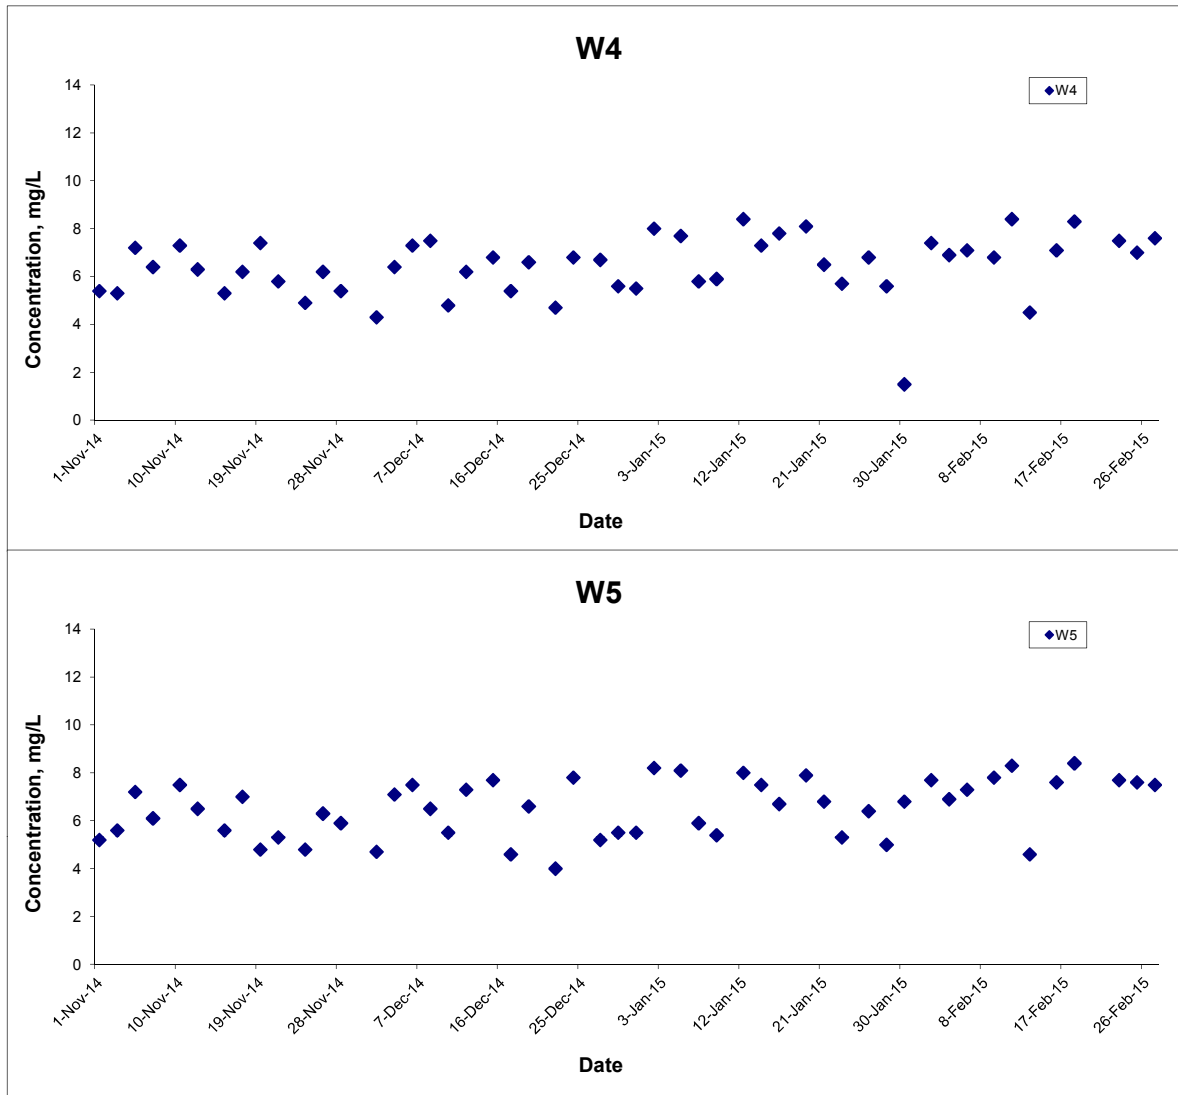 W4
W4
14
12
10
8
6
4
2
0
Concentration, mg/L
1-Nov-14
10-Nov-14
19-Nov-14
28-Nov-14
7-Dec-14
16-Dec-14
25-Dec-14
3-Jan-15
12-Jan-15
21-Jan-15
30-Jan-15
8-Feb-15
17-Feb-15
26-Feb-15
Date
W5
W5
14
12
10
8
6
4
2
0
Concentration, mg/L
1-Nov-14
10-Nov-14
19-Nov-14
28-Nov-14
7-Dec-14
16-Dec-14
25-Dec-14
3-Jan-15
12-Jan-15
21-Jan-15
30-Jan-15
8-Feb-15
17-Feb-15
26-Feb-15
Date